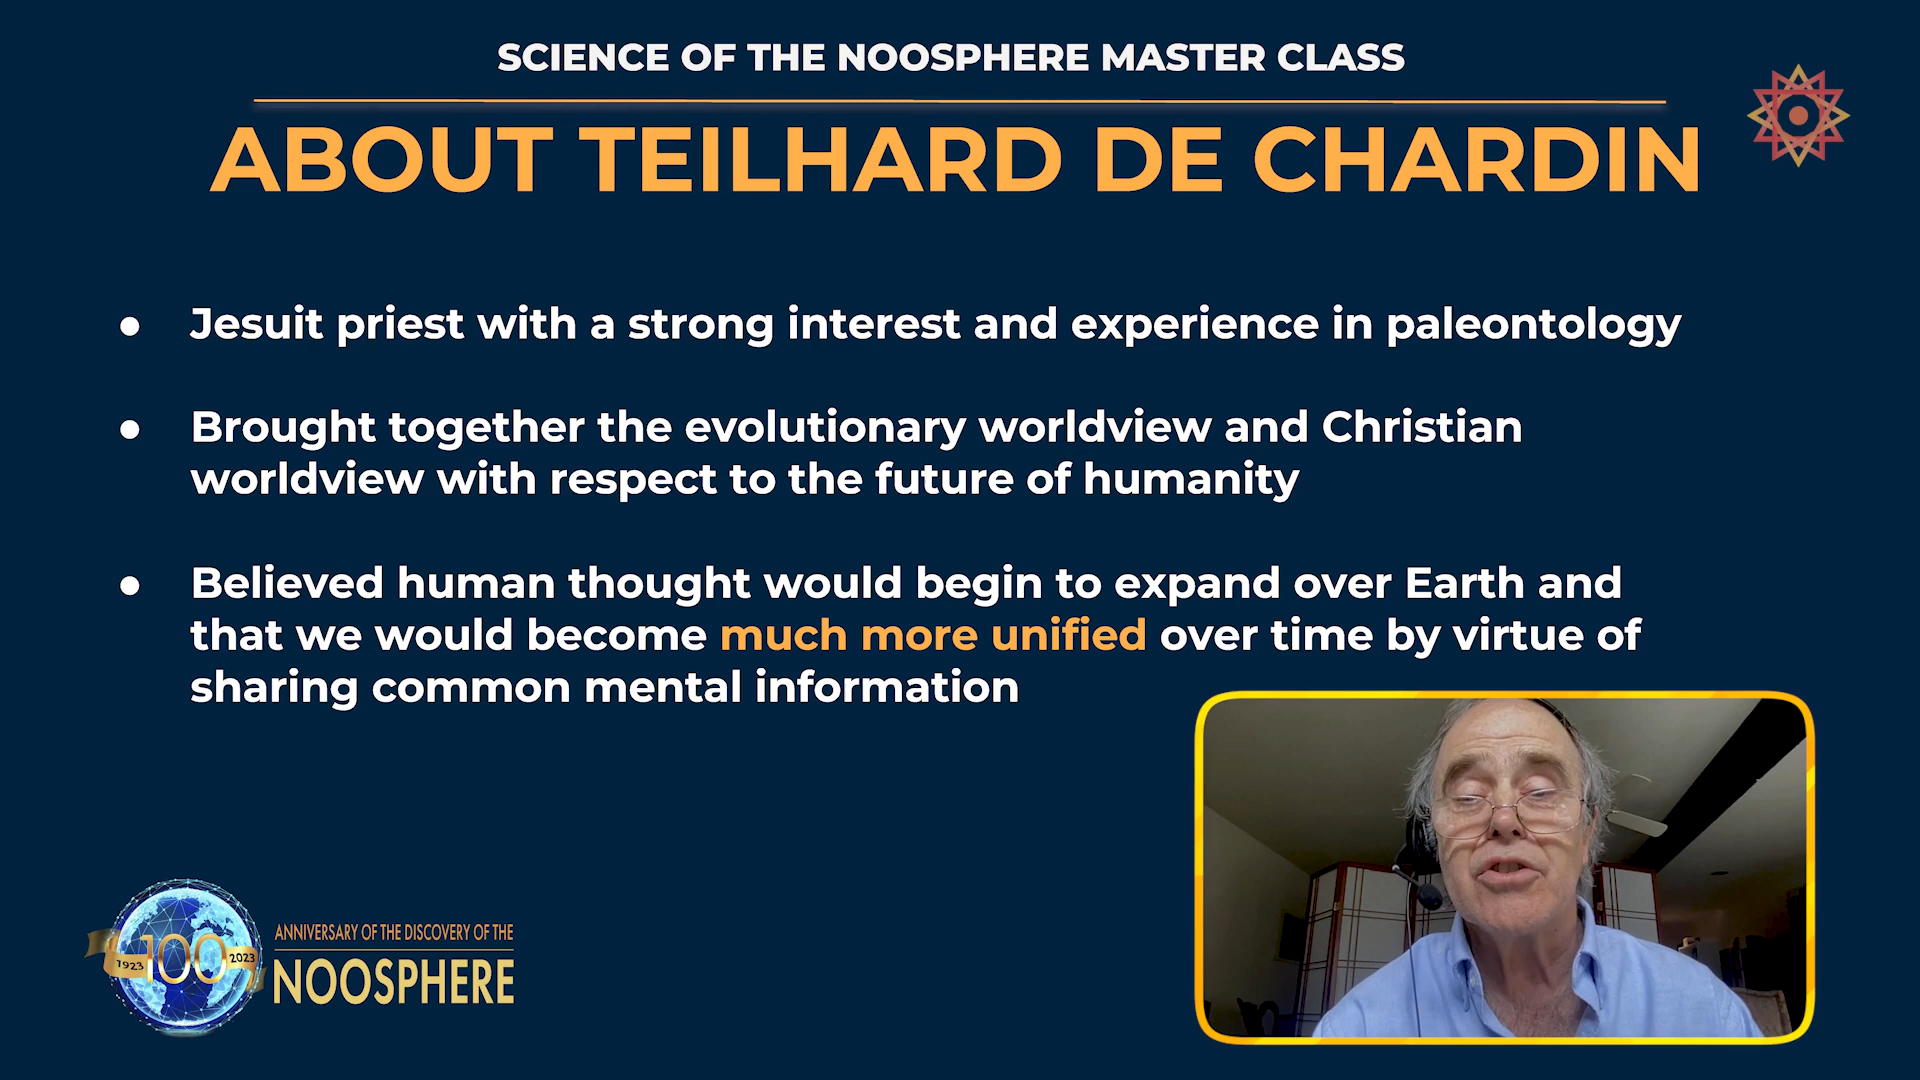 SCIENCE OF THE NOOSPHERE MASTER CLASS
ABOUT TEILHARD DE CHARDIN
● Jesuit priest with a strong interest and experience in paleontology
● Brought together the evolutionary worldview and Christian
worldview with respect to the future of humanity
● Believed human thought would begin to expand over Earth and
that we would become much more unified over time by virtue of
sharing common mental information
1923 100 2023
ANNIVERSARY OF THE DISCOVERY OF THE
NOOSPHERE